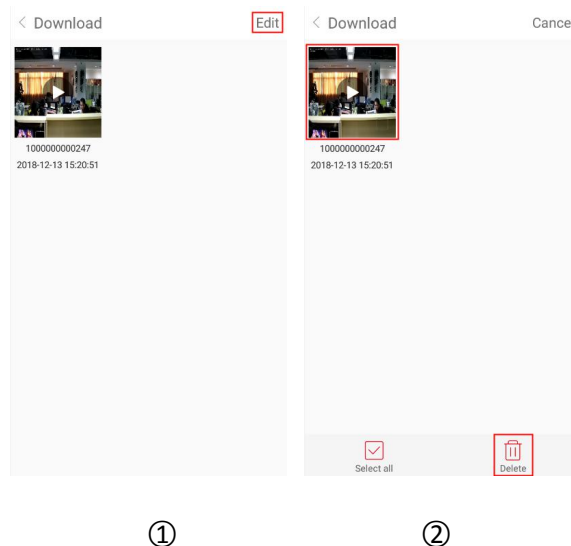 Download Edit
1000000000247
2018-12-13 15:20:51
①
Download Cance
1000000000247
2018-12-13 15:20:51
Select all Delete
②